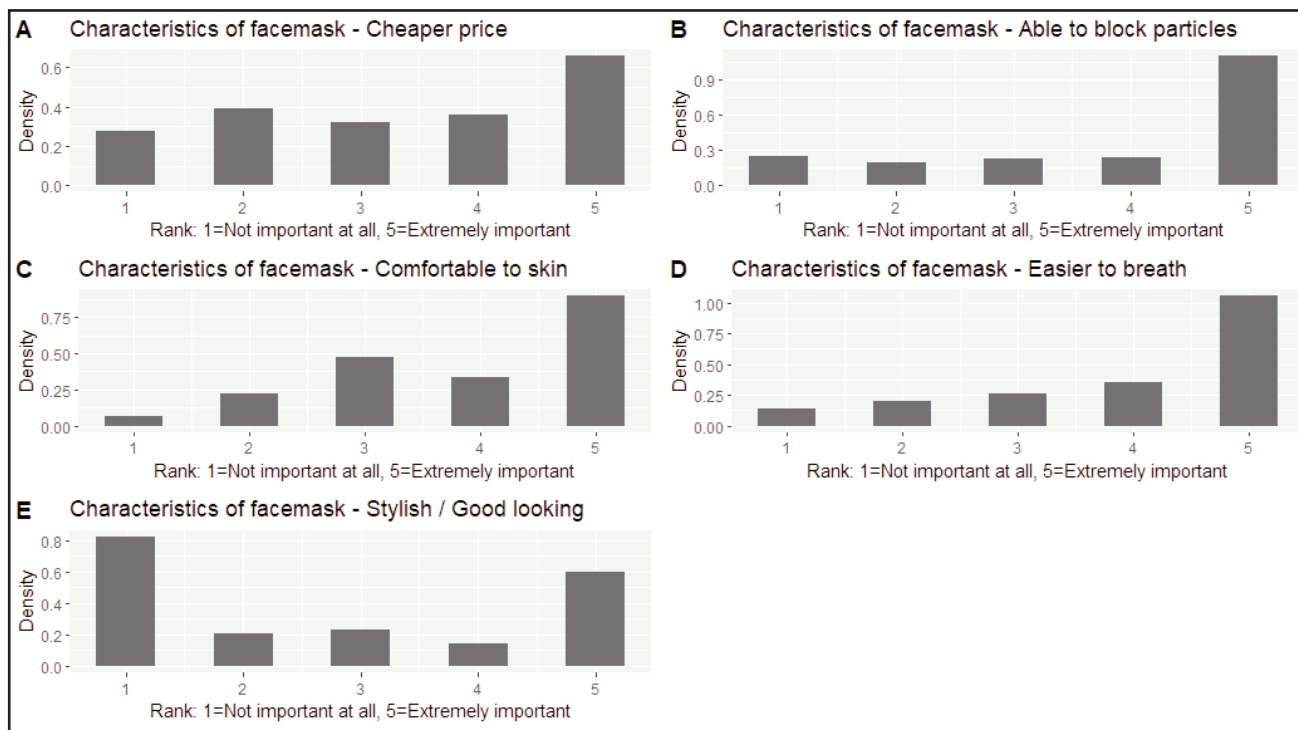 A Characteristics of facemask - Cheaper price
Density
0.6
0.4
0.2
0.0
1 2 3 4 5
Rank: 1=Not important at all, 5=Extremely important
B Characteristics of facemask - Able to block particles
Density
0.9
0.6
0.3
0.0
1 2 3 4 5
Rank: 1=Not important at all, 5=Extremely important
C Characteristics of facemask - Comfortable to skin
Density
0.75
0.50
0.25
0.00
1 2 3 4 5
Rank: 1=Not important at all, 5=Extremely important
D Characteristics of facemask - Easier to breath
Density
1.00
0.75
0.50
0.25
0.00
1 2 3 4 5
Rank: 1=Not important at all, 5=Extremely important
E Characteristics of facemask - Stylish / Good looking
Density
0.8
0.6
0.4
0.2
0.0
1 2 3 4 5
Rank: 1=Not important at all, 5=Extremely important